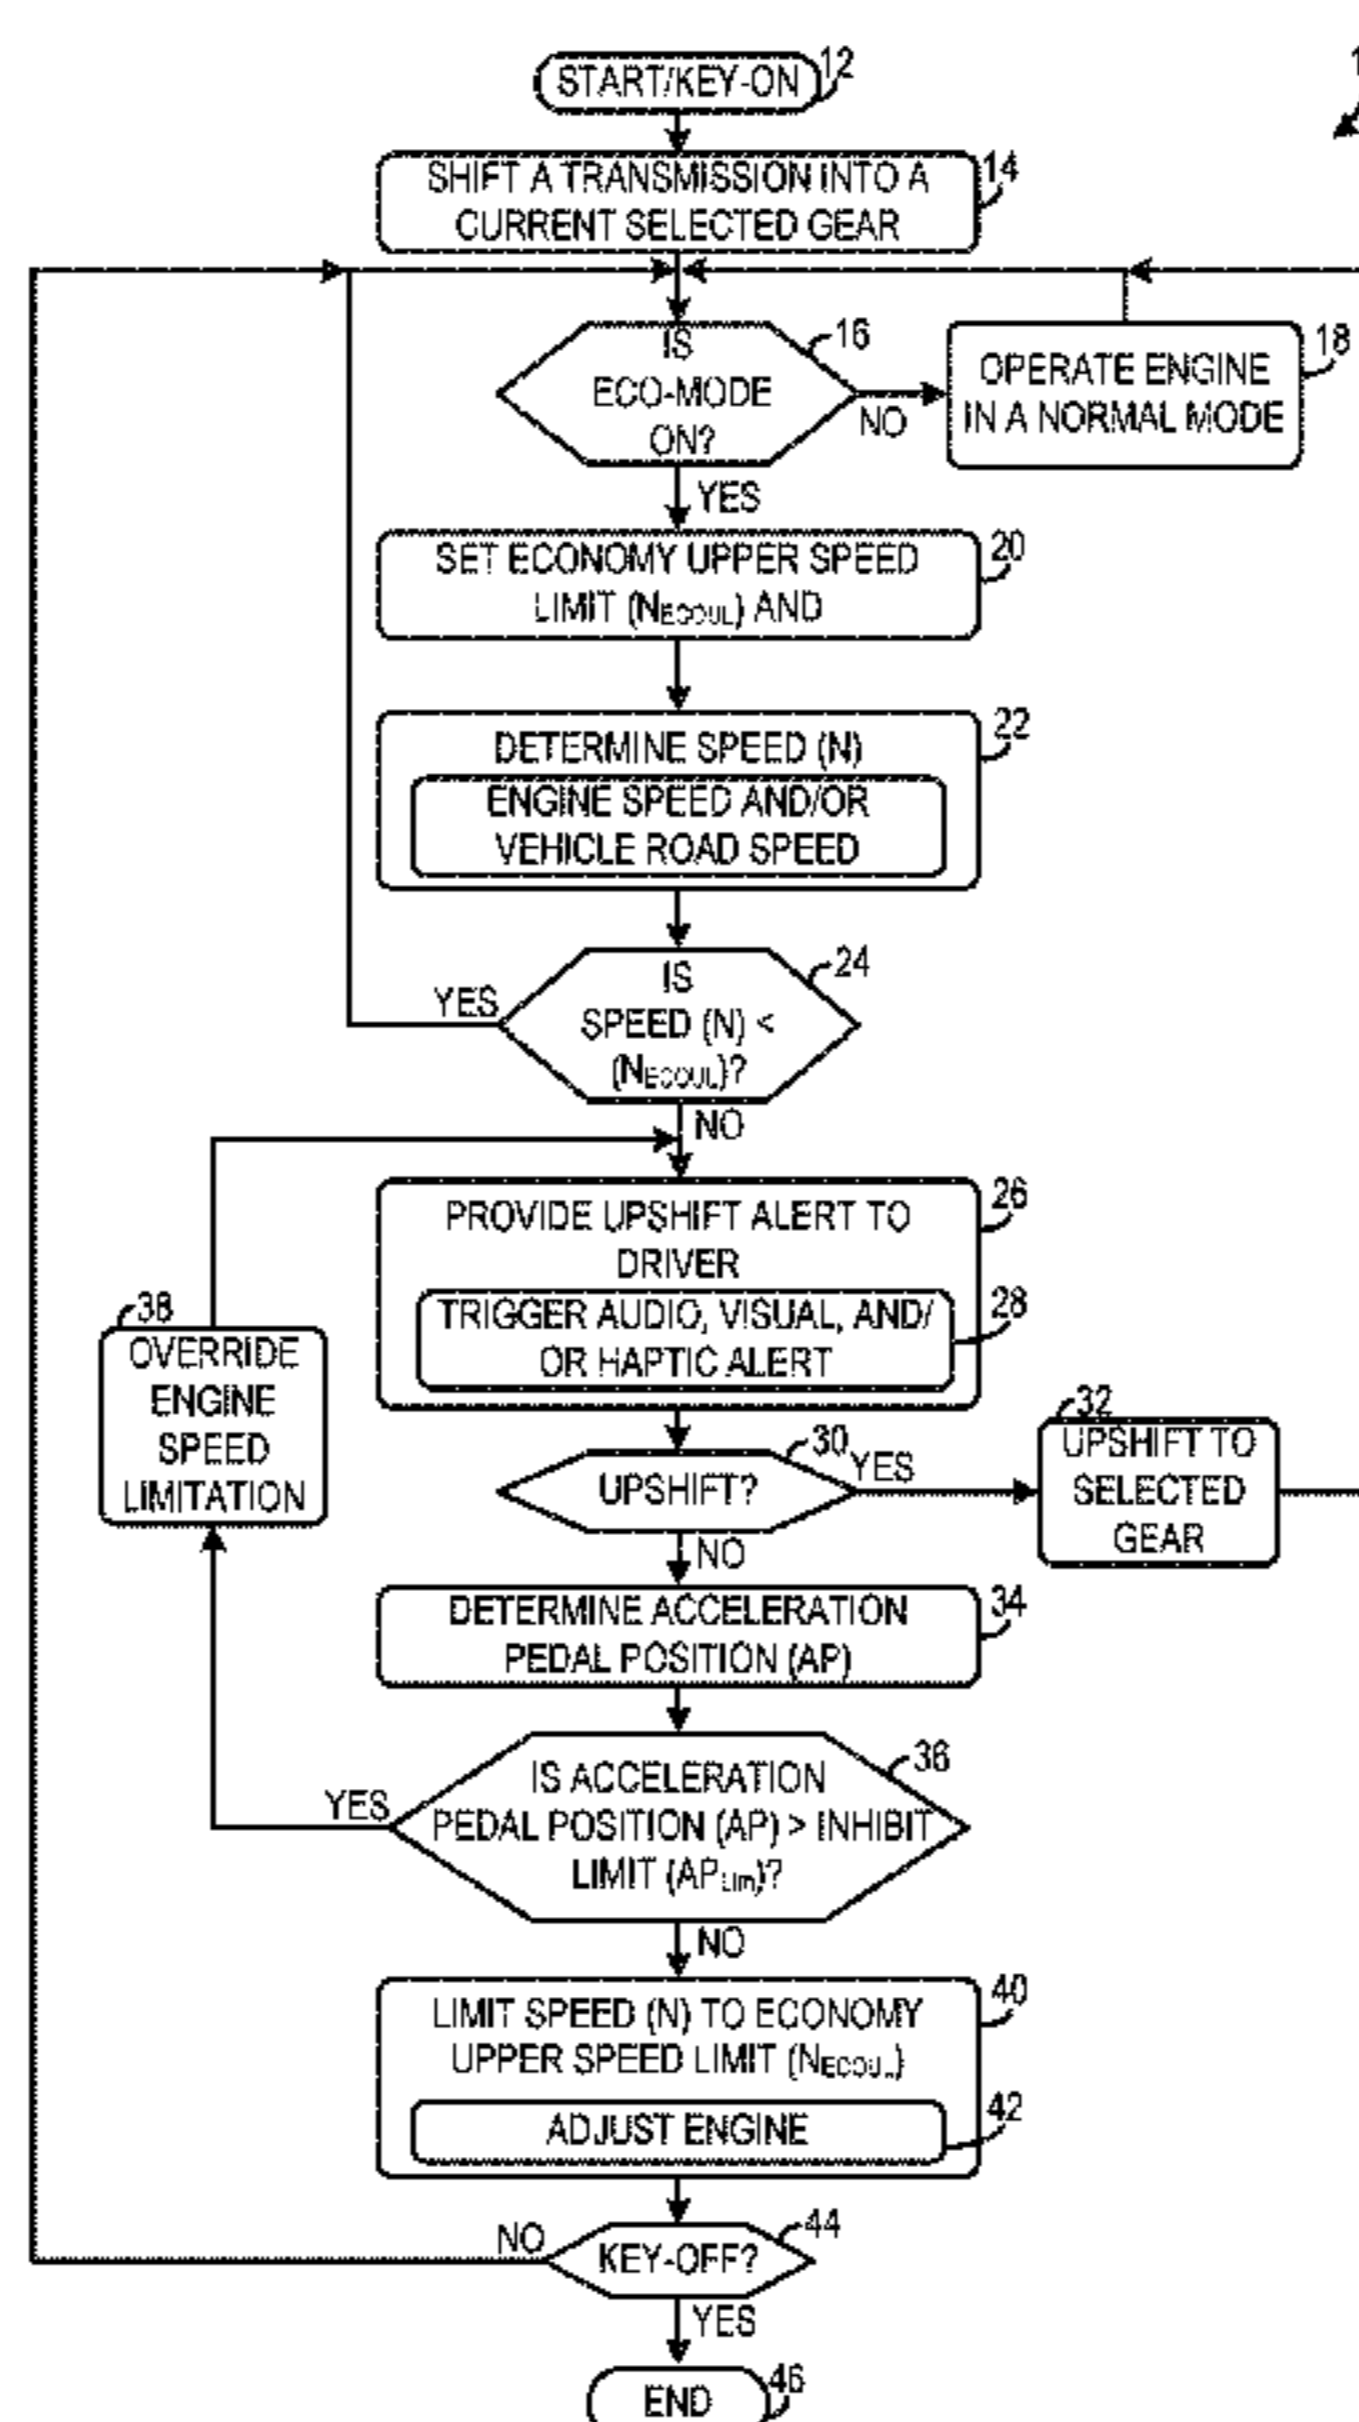 START/KEY-ON
12
1
SHIFT A TRANSMISSION INTO A
CURRENT SELECTED GEAR
14
IS
ECO-MODE
ON?
16
NO
OPERATE ENGINE
IN A NORMAL MODE
18
YES
SET ECONOMY UPPER SPEED
LIMIT (NECOUL) AND
20
DETERMINE SPEED (N)
22
ENGINE SPEED AND/OR
VEHICLE ROAD SPEED
IS
SPEED (N) <
(NECOUL)?
24
YES
NO
PROVIDE UPSHIFT ALERT TO
DRIVER
26
TRIGGER AUDIO, VISUAL, AND/
OR HAPTIC ALERT
28
38
OVERRIDE
ENGINE
SPEED
LIMITATION
UPSHIFT?
30
YES
32
UPSHIFT TO
SELECTED
GEAR
NO
DETERMINE ACCELERATION
PEDAL POSITION (AP)
34
IS ACCELERATION
PEDAL POSITION (AP) > INHIBIT
LIMIT (APLim)?
36
YES
NO
LIMIT SPEED (N) TO ECONOMY
UPPER SPEED LIMIT (NECOUL)
40
ADJUST ENGINE
42
KEY-OFF?
44
NO
YES
END
46